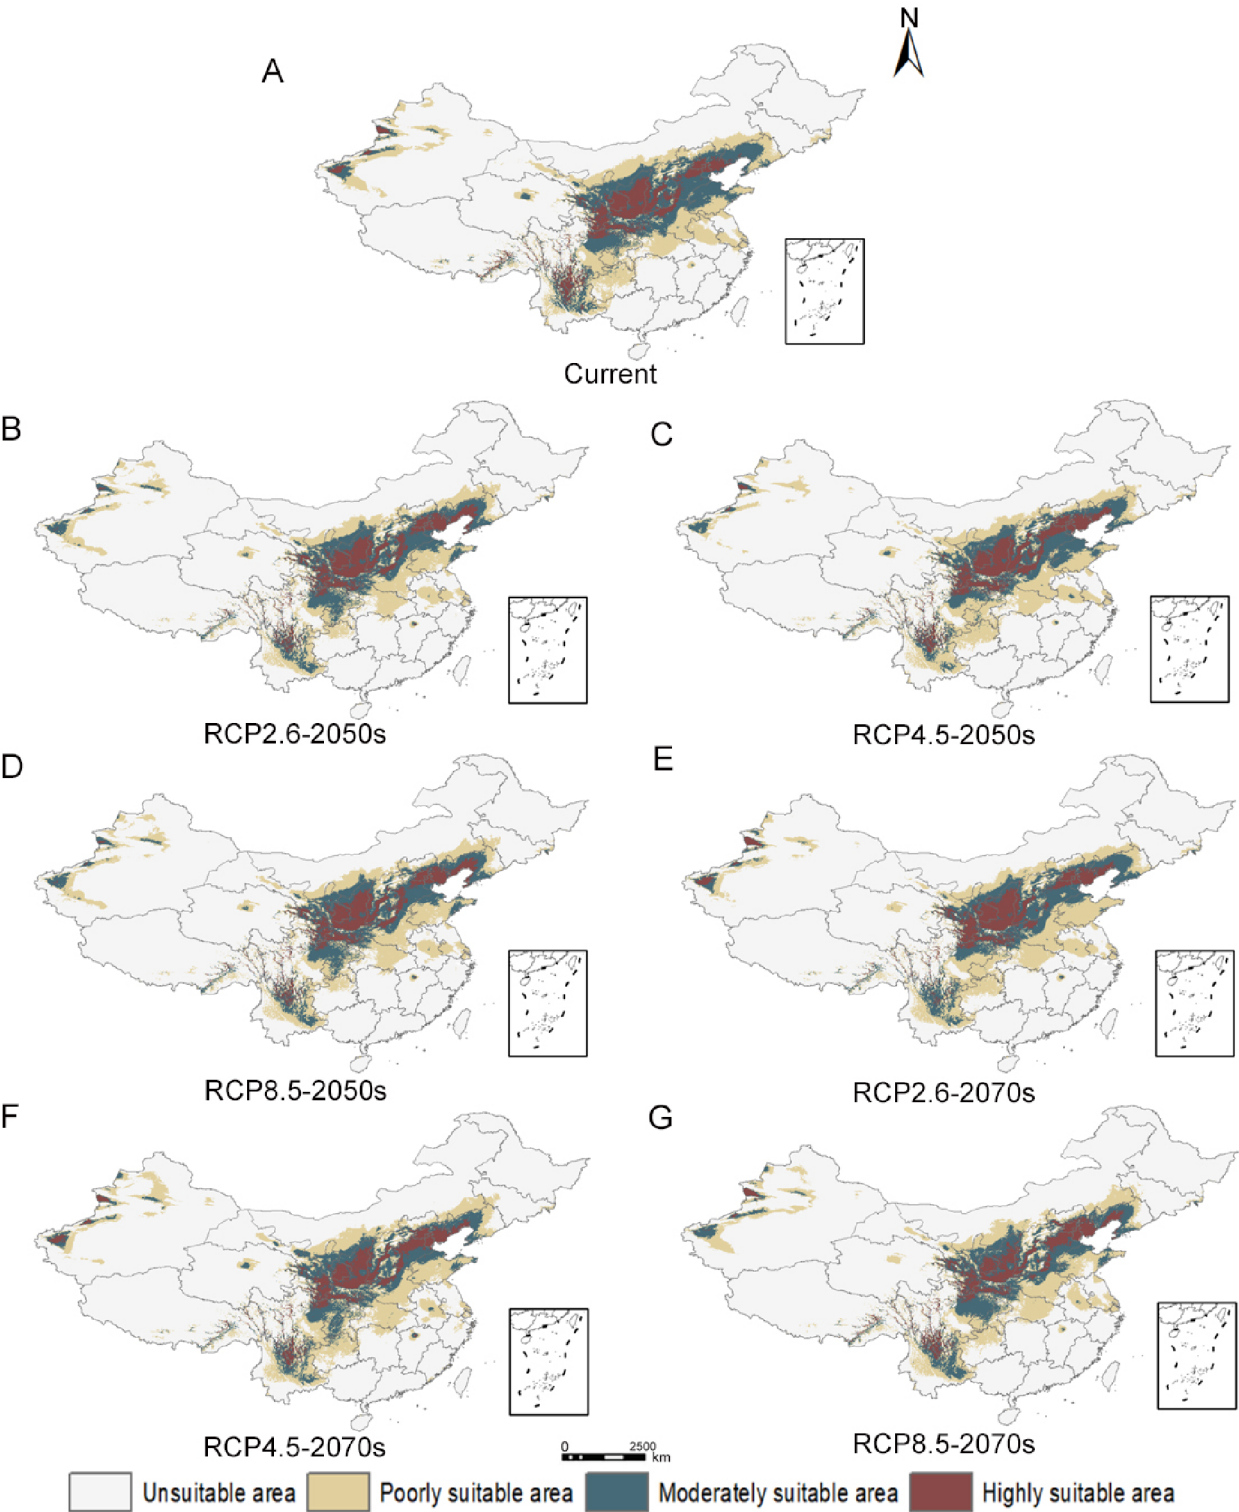 N
A
Current
B
C
RCP2.6-2050s
RCP4.5-2050s
D
E
RCP8.5-2050s
RCP2.6-2070s
F
G
RCP4.5-2070s
RCP8.5-2070s
0 2500
km
Unsuitable area
Poorly suitable area
Moderately suitable area
Highly suitable area